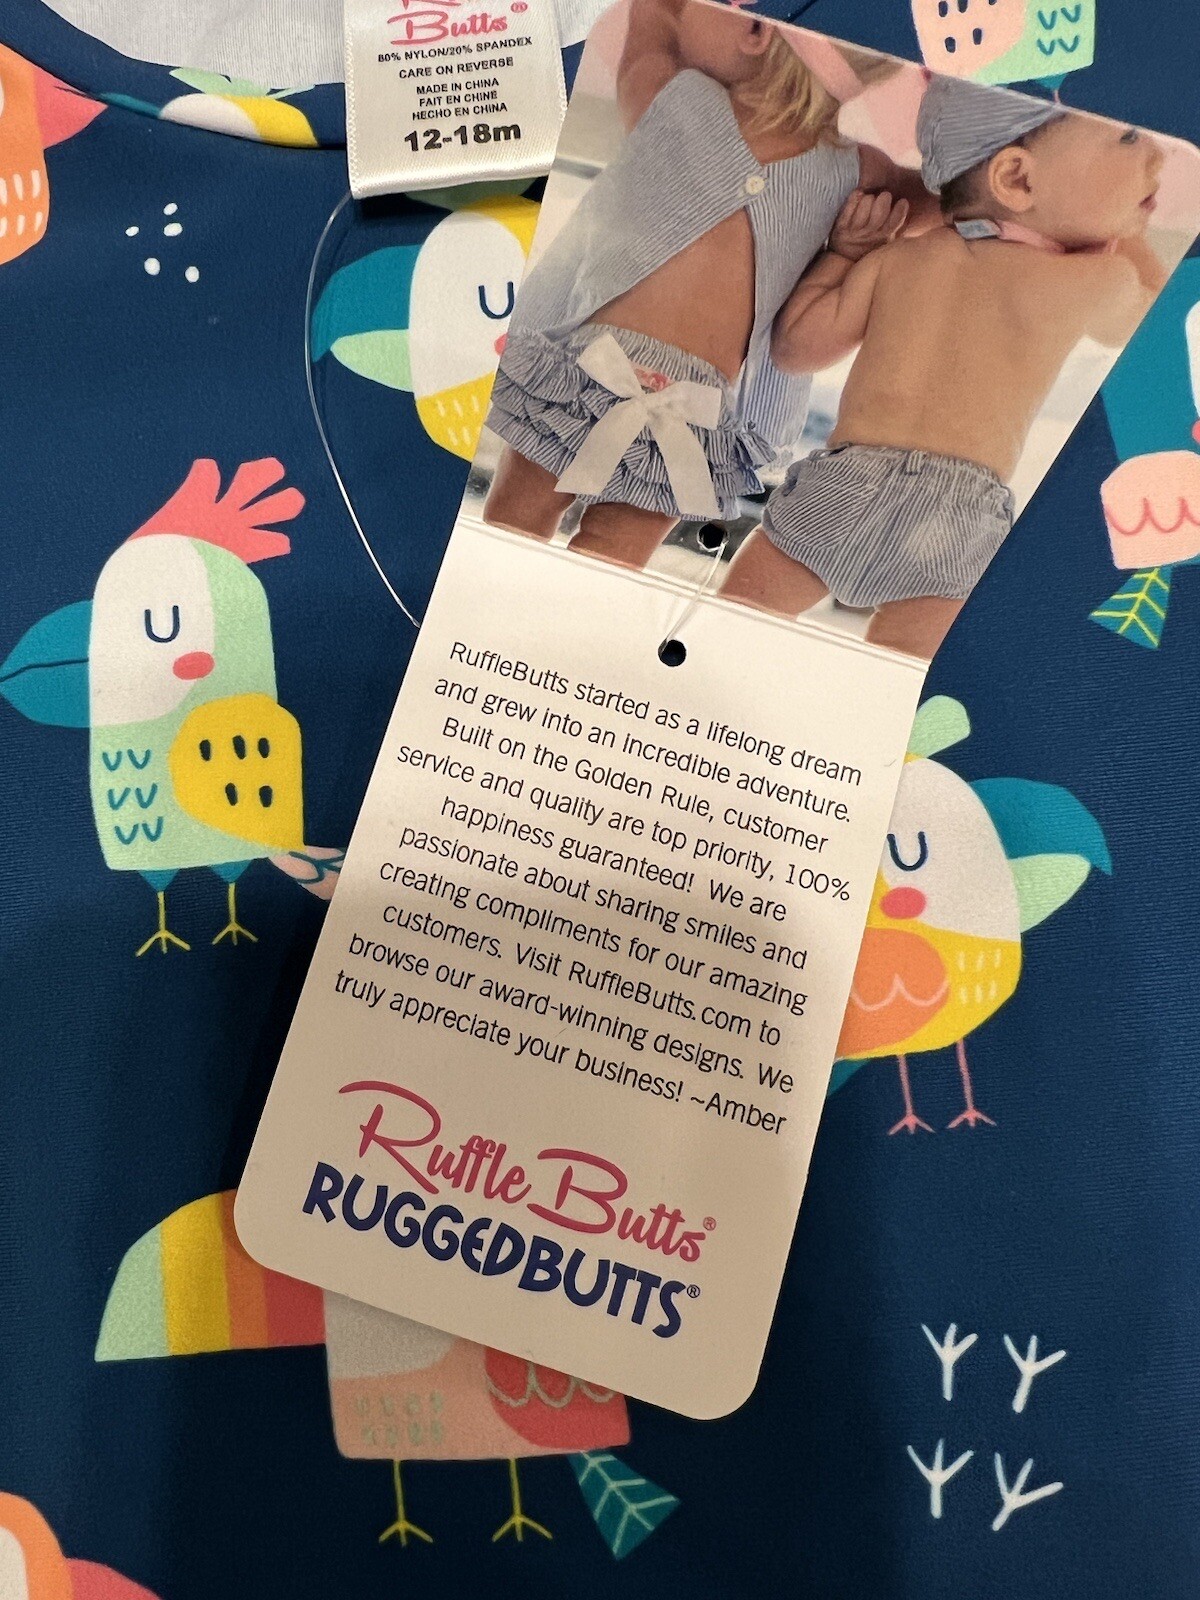 Butts®
80% NYLON/20% SPANDEX
CARE ON REVERSE
MADE IN CHINA
FAIT EN CHINE
HECHO EN CHINA
12-18m
RuffleButts started as a lifelong dream
and grew into an incredible adventure.
Built on the Golden Rule, customer
service and quality are top priority, 100%
happiness guaranteed! We are
passionate about sharing smiles and
creating compliments for our amazing
customers. Visit RuffleButts.com to
browse our award-winning designs. We
truly appreciate your business! ~Amber
Ruffle Butts®
RUGGEDBUTTS®